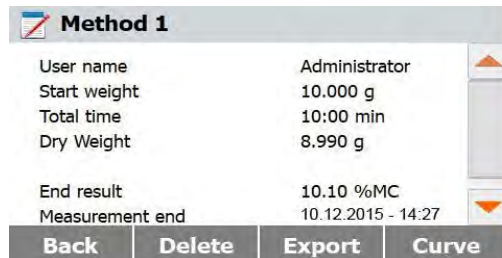 Method 1
User name Administrator
Start weight 10.000 g
Total time 10:00 min
Dry Weight 8.990 g
End result 10.10 %MC
Measurement end 10.12.2015 - 14:27
Back Delete Export Curve